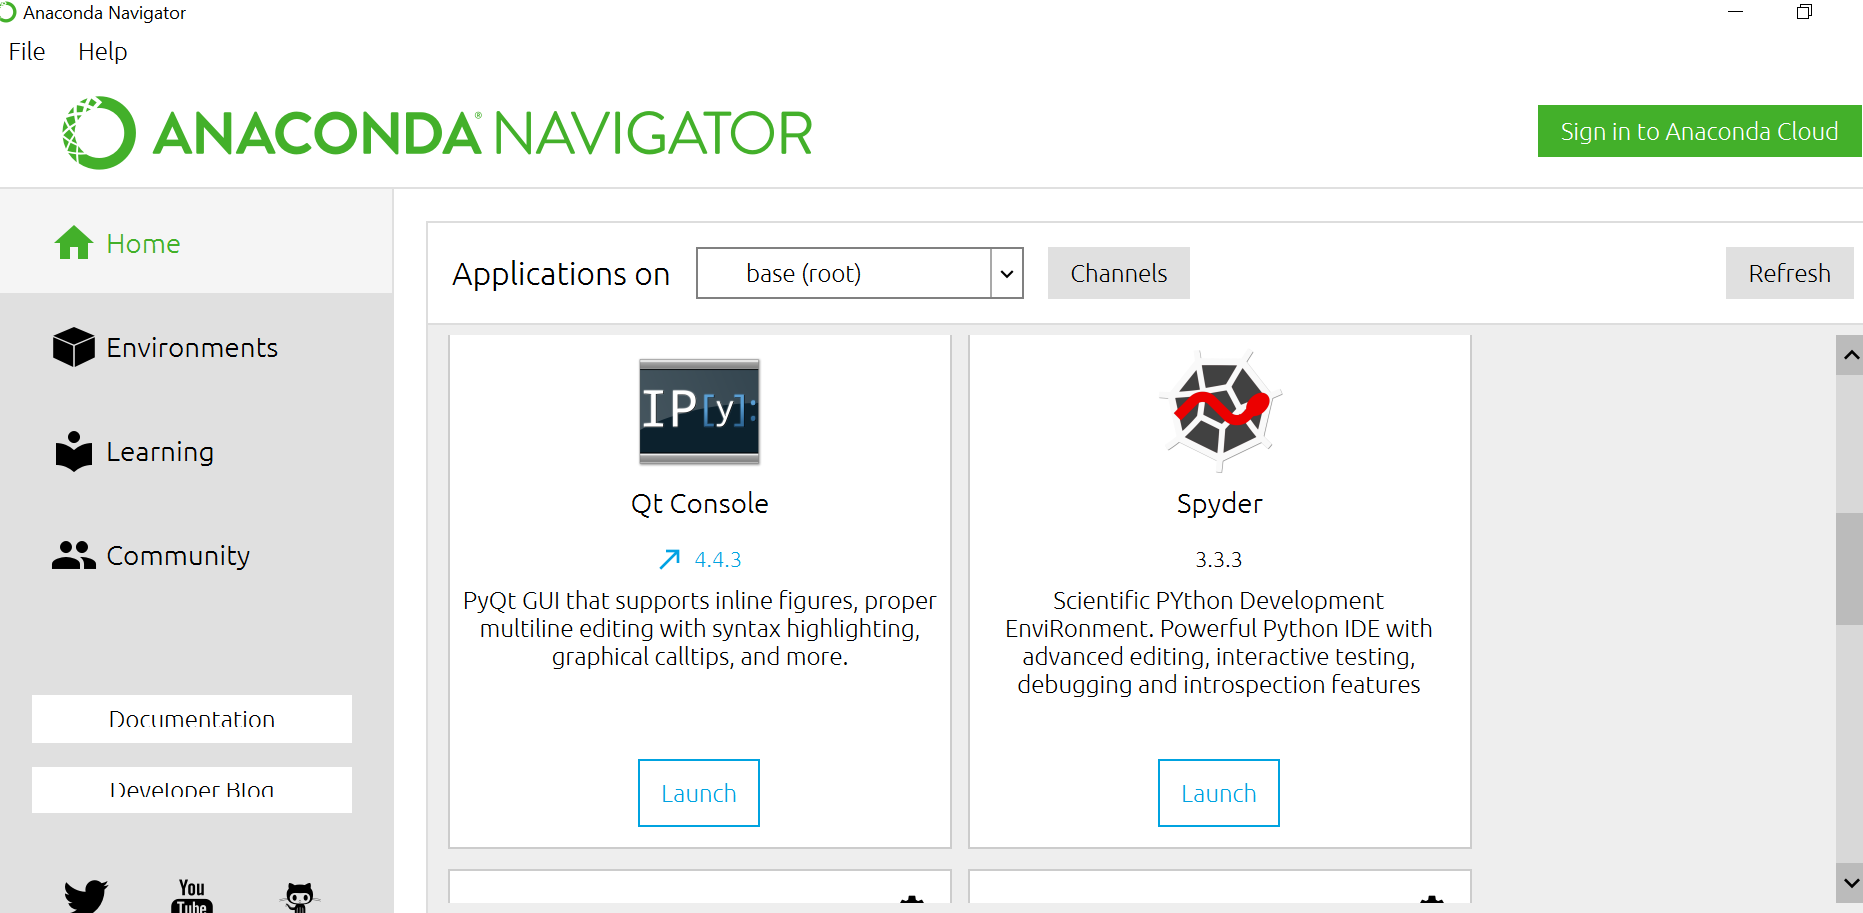 Anaconda Navigator
File Help
ANACONDA® NAVIGATOR
Sign in to Anaconda Cloud
Home
Environments
Learning
Community
Documentation
Developer Blog
You
Tube
Applications on base (root) Channels Refresh
IP[y]:
Qt Console
4.4.3
PyQt GUI that supports inline figures, proper
multiline editing with syntax highlighting,
graphical calltips, and more.
Launch
Spyder
3.3.3
Scientific PYthon Development
EnviRonment. Powerful Python IDE with
advanced editing, interactive testing,
debugging and introspection features
Launch